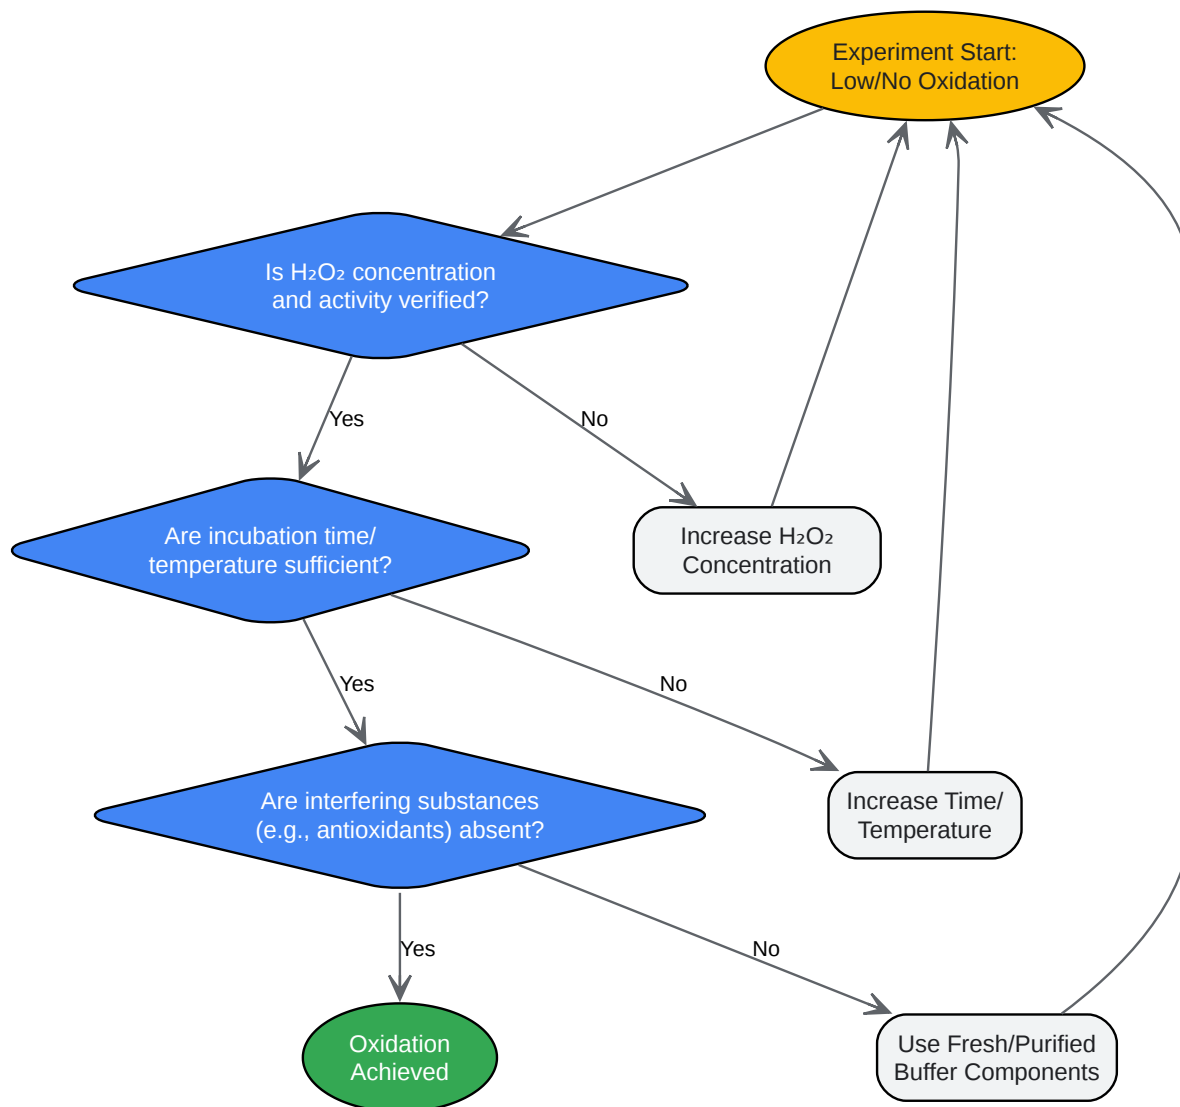 Experiment Start:
Low/No Oxidation
Is H₂O₂ concentration
and activity verified?
Yes
No
Are incubation time/
temperature sufficient?
Increase H₂O₂
Concentration
Yes
No
Are interfering substances
(e.g., antioxidants) absent?
Increase Time/
Temperature
Yes
No
Oxidation
Achieved
Use Fresh/Purified
Buffer Components